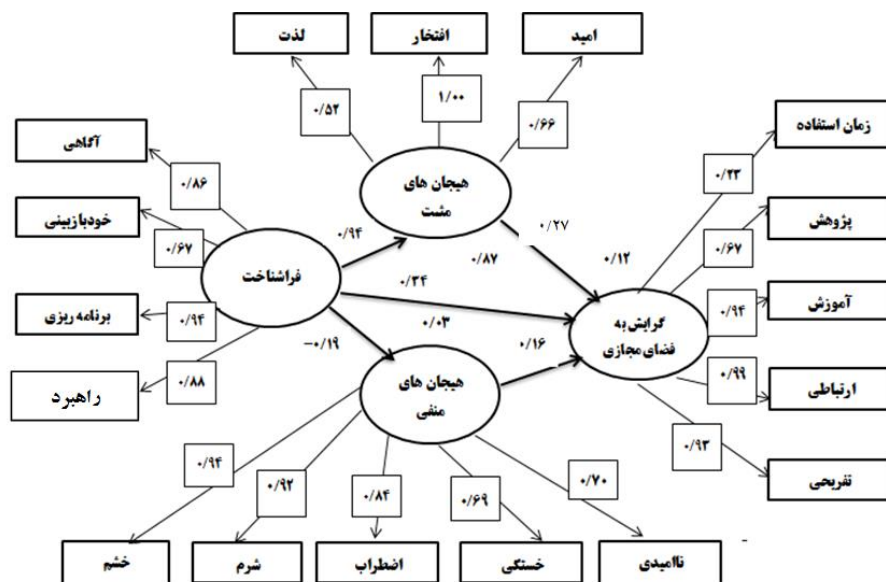 لذت
افتخار
امید
۰/۵۲
۱/۰۰
۰/۶۶
زمان استفاده
آگاهی
۰/۸۶
هیجان های
مثبت
۰/۲۳
خودبازبینی
۰/۶۷
۰/۹۴
۰/۲۷
۰/۶۷
پژوهش
فراشناخت
۰/۸۷
۰/۱۲
۰/۳۴
برنامه ریزی
۰/۹۴
گرایش به
فضای مجازی
۰/۹۴
آموزش
۰/۰۳
۰/۱۶
-۰/۱۹
راهبرد
۰/۸۸
هیجان های
منفی
۰/۹۹
ارتباطی
۰/۹۳
تفریحی
۰/۹۴
۰/۹۲
۰/۸۴
۰/۶۹
۰/۷۰
خشم
شرم
اضطراب
خستگی
ناامیدی